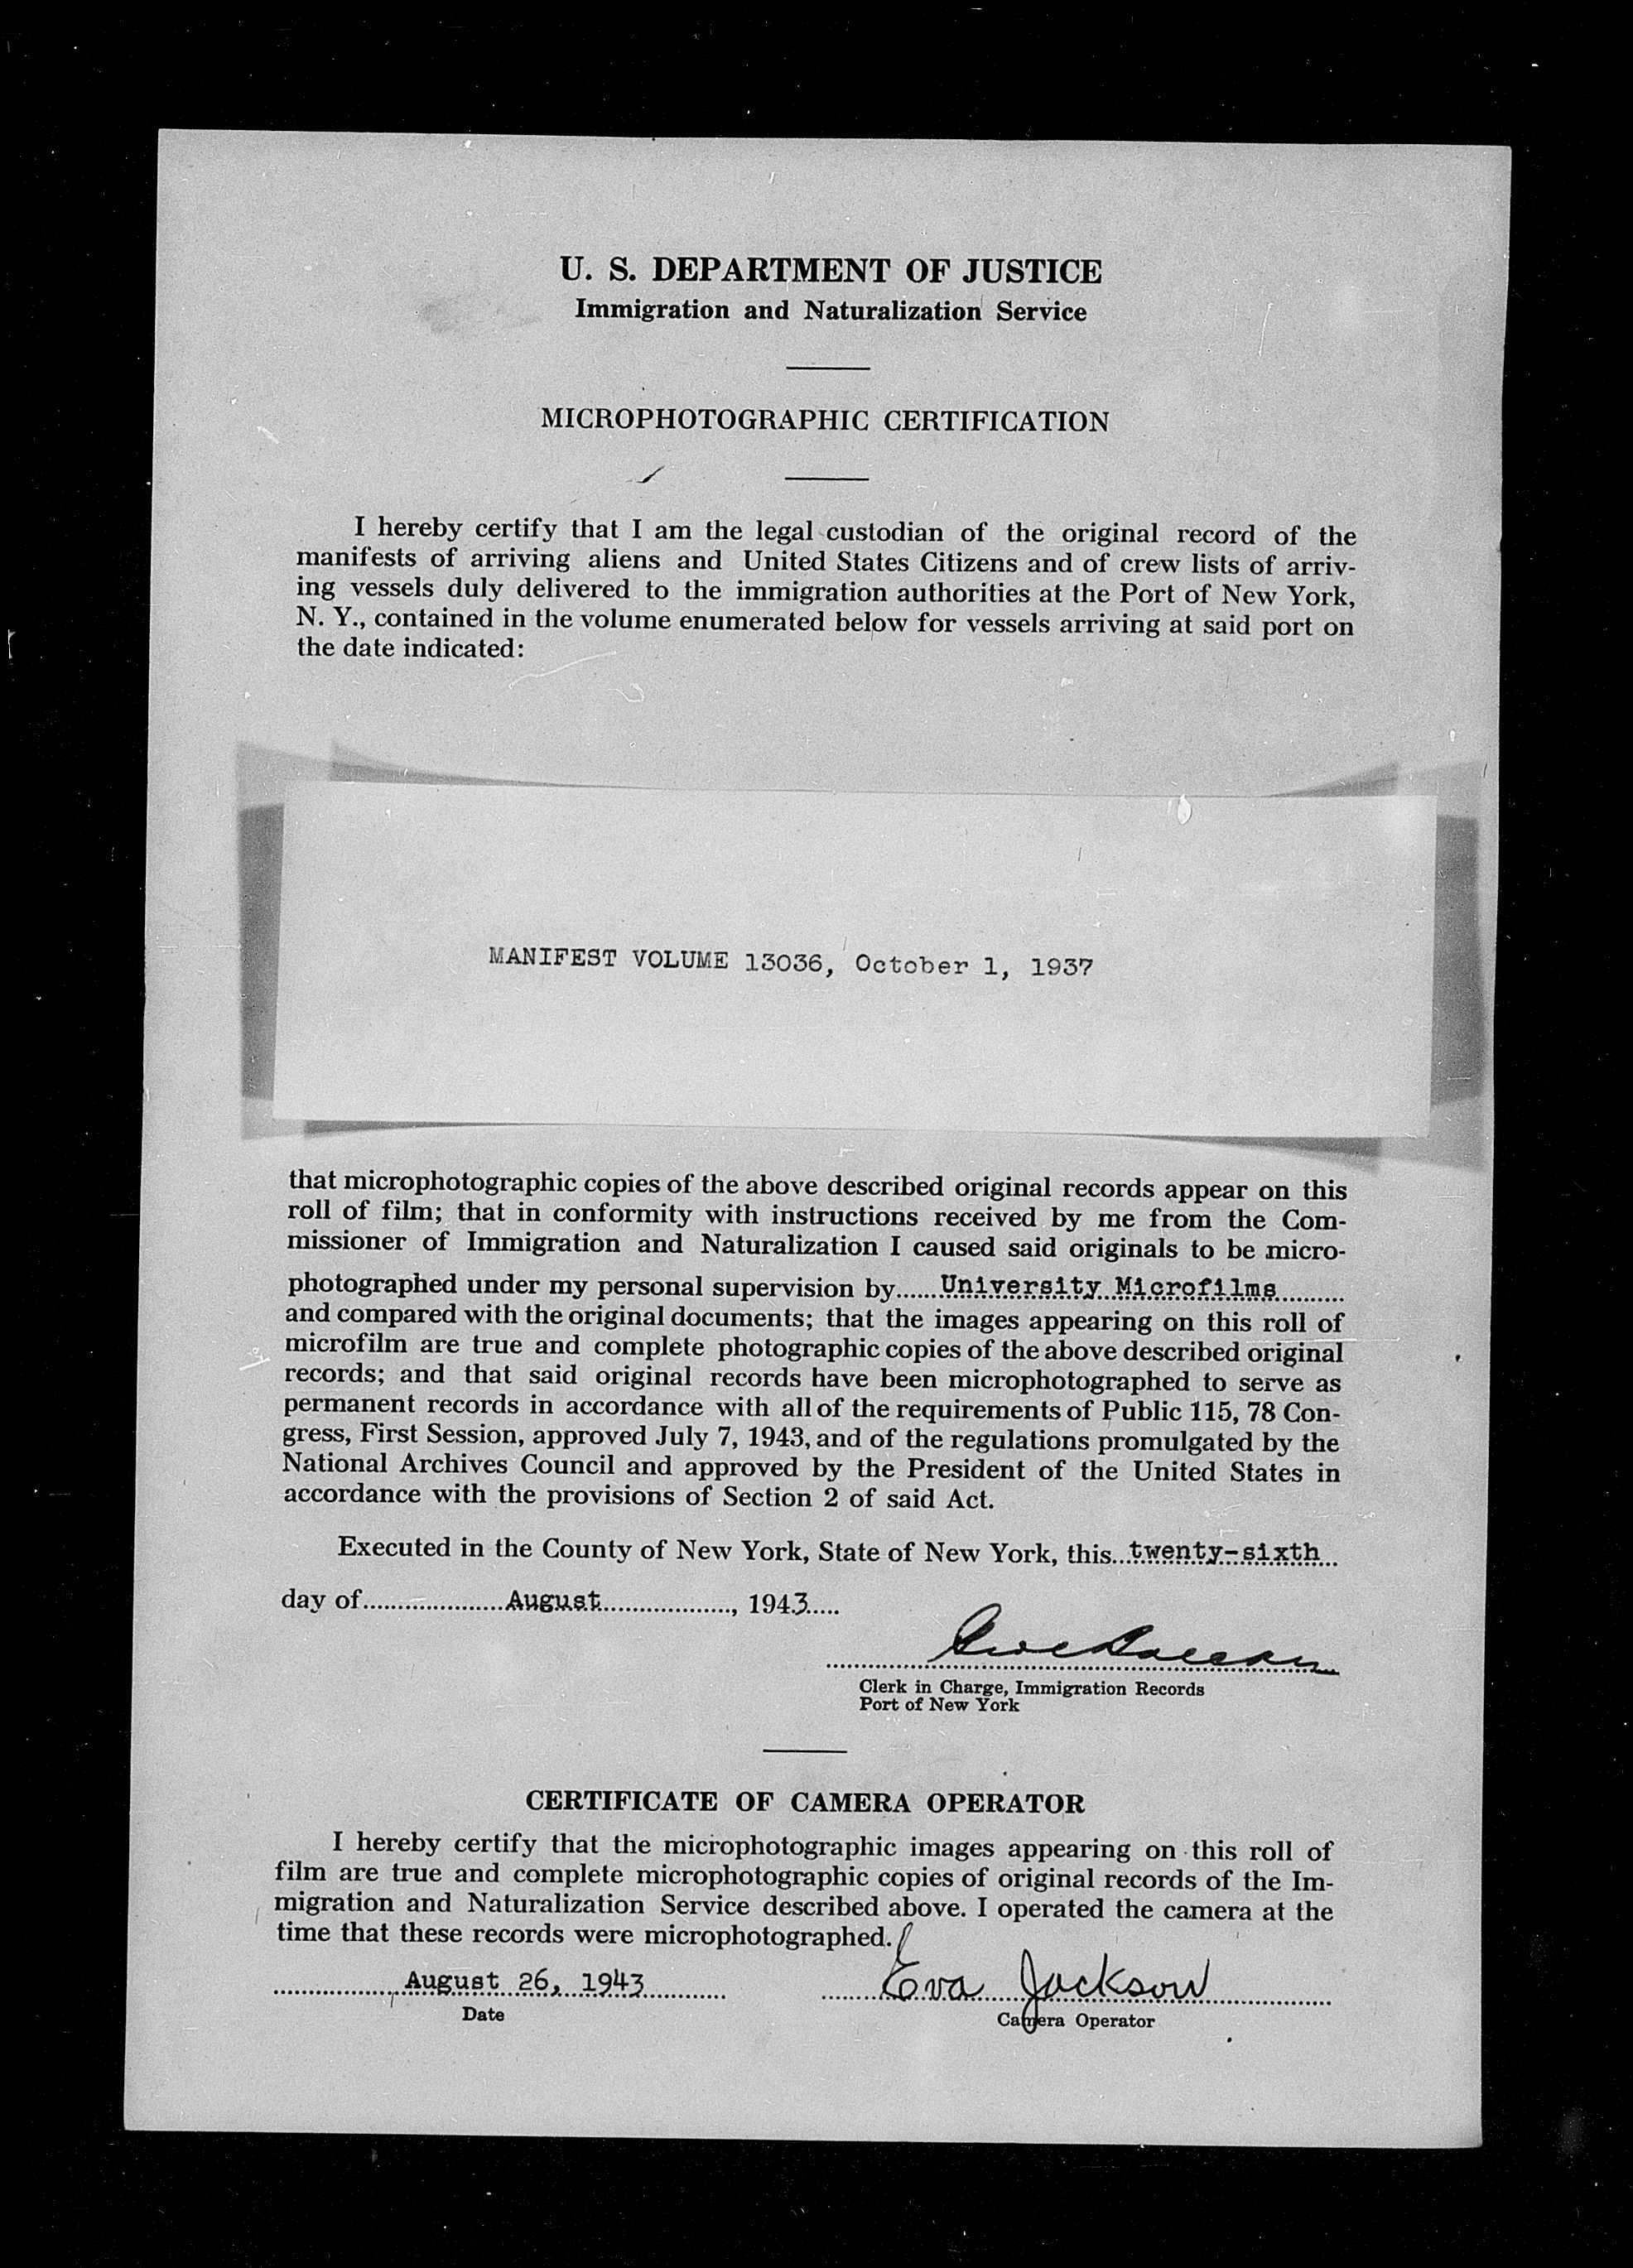 U. S. DEPARTMENT OF JUSTICE
Immigration and Naturalization Service
MICROPHOTOGRAPHIC CERTIFICATION
I hereby certify that I am the legal custodian of the original record of the
manifests of arriving aliens and United States Citizens and of crew lists of arriv-
ing vessels duly delivered to the immigration authorities at the Port of New York,
N. Y., contained in the volume enumerated below for vessels arriving at said port on
the date indicated:
MANIFEST VOLUME 13036, October 1, 1937
that microphotographic copies of the above described original records appear on this
roll of film; that in conformity with instructions received by me from the Com-
missioner of Immigration and Naturalization I caused said originals to be micro-
photographed under my personal supervision by......University Microfilms..........
and compared with the original documents; that the images appearing on this roll of
microfilm are true and complete photographic copies of the above described original
records; and that said original records have been microphotographed to serve as
permanent records in accordance with all of the requirements of Public 115, 78 Con-
gress, First Session, approved July 7, 1943, and of the regulations promulgated by the
National Archives Council and approved by the President of the United States in
accordance with the provisions of Section 2 of said Act.
Executed in the County of New York, State of New York, this...twenty-sixth...
day of....................August..................., 1943.....
Clerk in Charge, Immigration Records
Port of New York
CERTIFICATE OF CAMERA OPERATOR
I hereby certify that the microphotographic images appearing on this roll of
film are true and complete microphotographic copies of original records of the Im-
migration and Naturalization Service described above. I operated the camera at the
time that these records were microphotographed.
August 26, 1943 Eva Jackson
Date Camera Operator